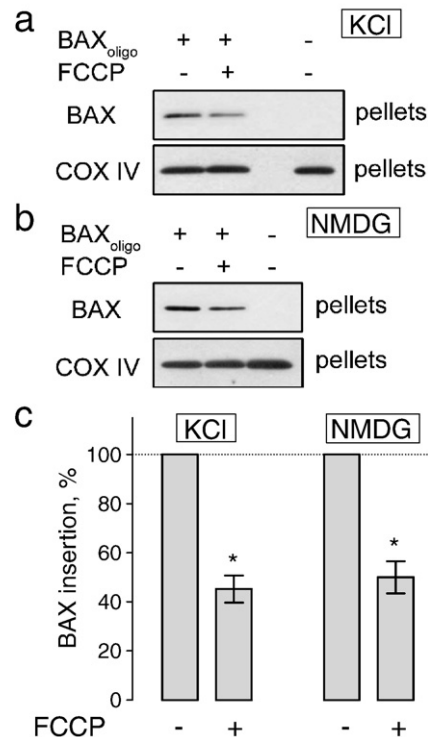 a
KCl
BAXoligo + + -
FCCP - + -
BAX pellets
COX IV pellets
b
NMDG
BAXoligo + + -
FCCP - + -
BAX pellets
COX IV pellets
c
KCl NMDG
BAX insertion, %
100
80
60
40
20
0
* *
FCCP - + - +